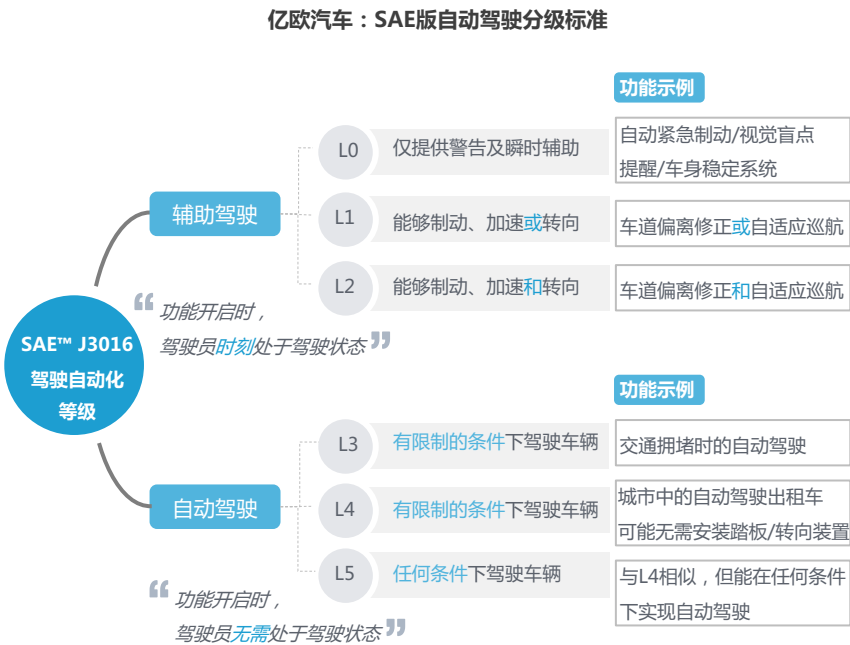 亿欧汽车：SAE版自动驾驶分级标准
功能示例
L0
仅提供警告及瞬时辅助
自动紧急制动/视觉盲点
提醒/车身稳定系统
辅助驾驶
L1
能够制动、加速或转向
车道偏离修正或自适应巡航
L2
能够制动、加速和转向
车道偏离修正和自适应巡航
“功能开启时，
驾驶员时刻处于驾驶状态”
SAE™ J3016
驾驶自动化
等级
功能示例
L3
有限制的条件下驾驶车辆
交通拥堵时的自动驾驶
自动驾驶
L4
有限制的条件下驾驶车辆
城市中的自动驾驶出租车
可能无需安装踏板/转向装置
L5
任何条件下驾驶车辆
与L4相似，但能在任何条件
下实现自动驾驶
“功能开启时，
驾驶员无需处于驾驶状态”